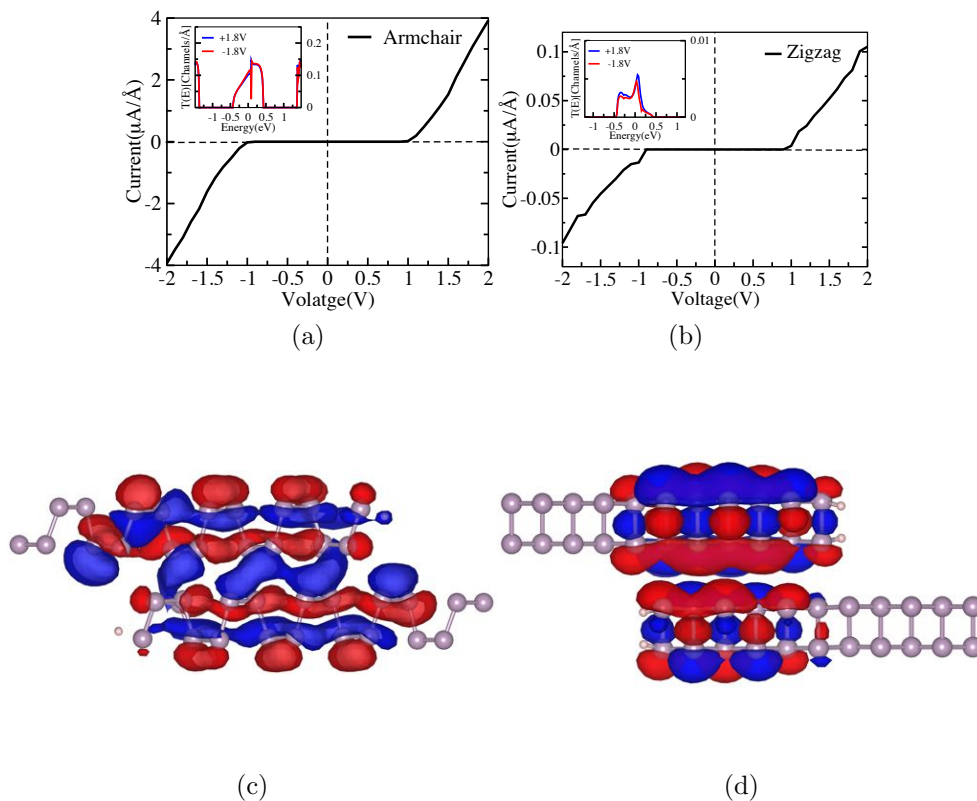 4
2
0
-2
-4
Current(μA/Å)
-2
-1.5
-1
-0.5
0
0.5
1
1.5
2
Volatge(V)
Armchair
T(E)[Channels/Å]
+1.8V
-1.8V
0.2
0.1
0
-1
0
1
Energy(eV)
(a)
0.1
0.05
0
-0.05
-0.1
Current(μA/Å)
-2
-1.5
-1
-0.5
0
0.5
1
1.5
2
Voltage(V)
Zigzag
T(E)[Channels/Å]
+1.8V
-1.8V
0.01
0
-1
-0.5
0
0.5
1
Energy(eV)
(b)
(c)
(d)